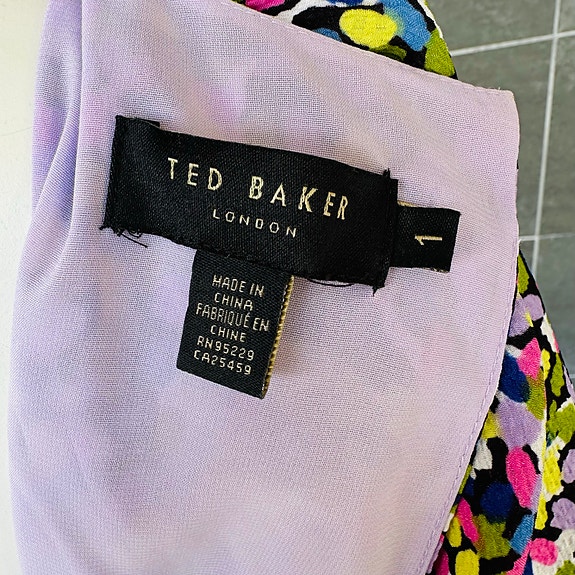 TED BAKER
LONDON
1
MADE IN
CHINA
FABRIQUÉ EN
CHINE
RN95229
CA25459